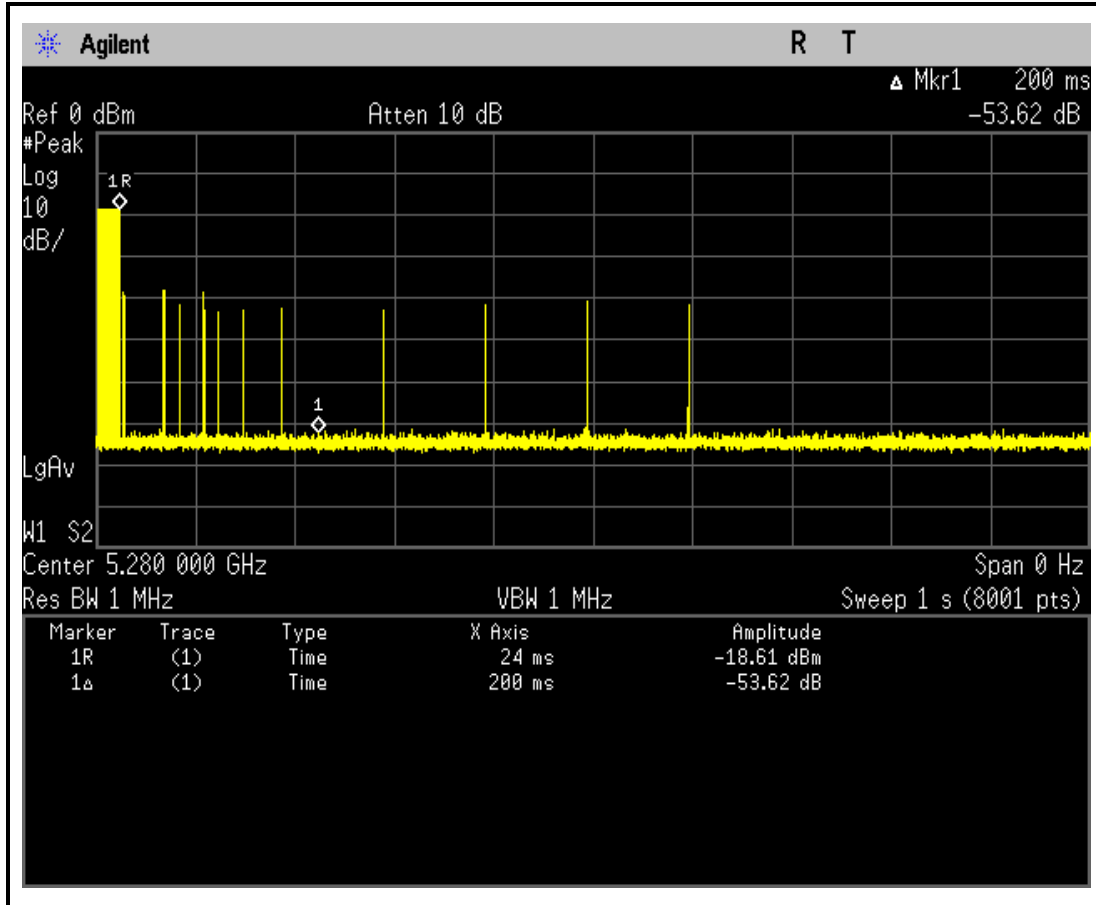 Agilent R T
Δ Mkr1 200 ms
Ref 0 dBm Atten 10 dB -53.62 dB
#Peak
Log
10
dB/
1R
1
LgAv
W1 S2
Center 5.280 000 GHz Span 0 Hz
Res BW 1 MHz VBW 1 MHz Sweep 1 s (8001 pts)
Marker Trace Type X Axis Amplitude
1R (1) Time 24 ms -18.61 dBm
1Δ (1) Time 200 ms -53.62 dB